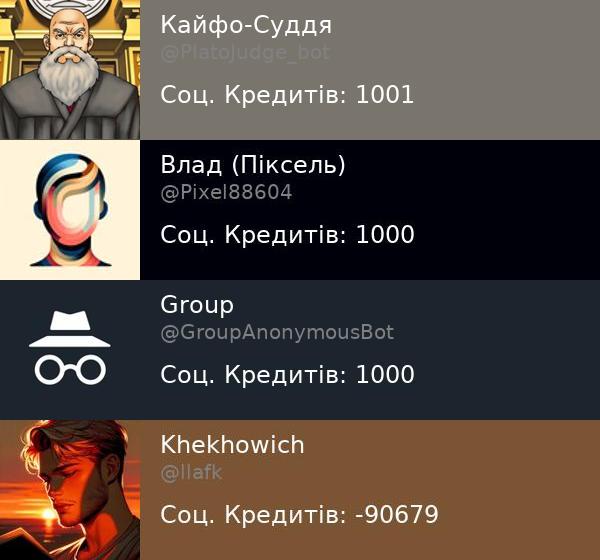 Кайфо-Суддя
@PlatoJudge_bot
Соц. Кредитів: 1001
Влад (Піксель)
@Pixel88604
Соц. Кредитів: 1000
Group
@GroupAnonymousBot
Соц. Кредитів: 1000
Khekhowich
@llafk
Соц. Кредитів: -90679